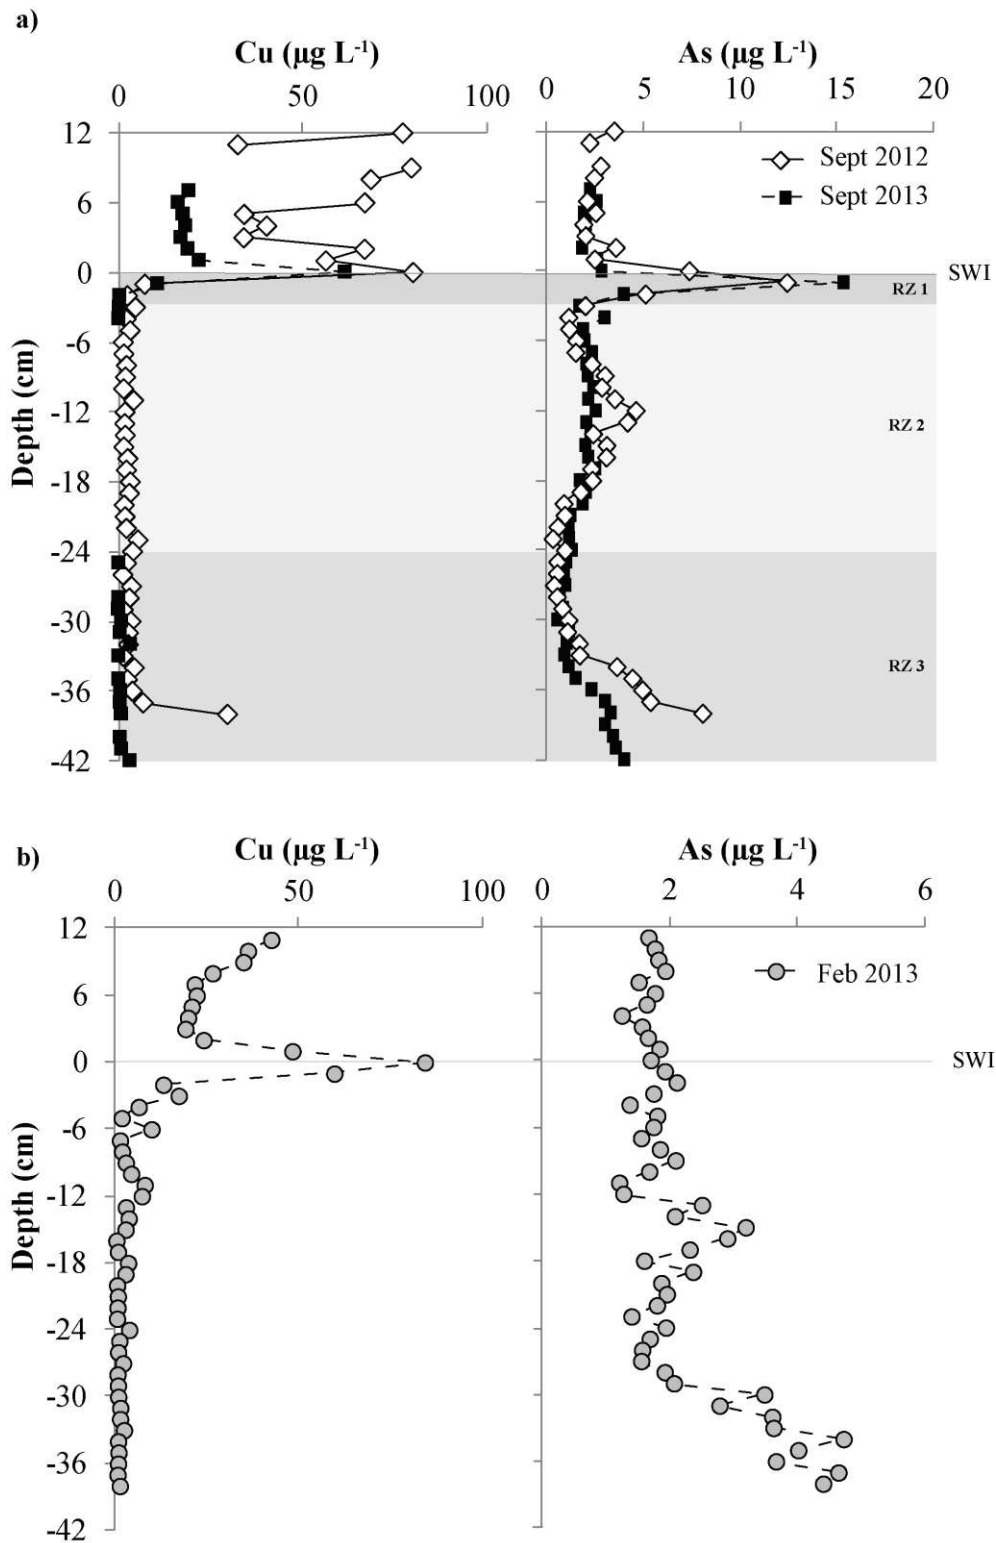 a)
Cu (µg L-1) As (µg L-1)
0 50 100 0 5 10 15 20
12
6
0
-6
-12
-18
-24
-30
-36
-42
Depth (cm)
Sept 2012
Sept 2013
SWI
RZ 1
RZ 2
RZ 3
b)
Cu (µg L-1) As (µg L-1)
0 50 100 0 2 4 6
12
6
0
-6
-12
-18
-24
-30
-36
-42
Depth (cm)
Feb 2013
SWI